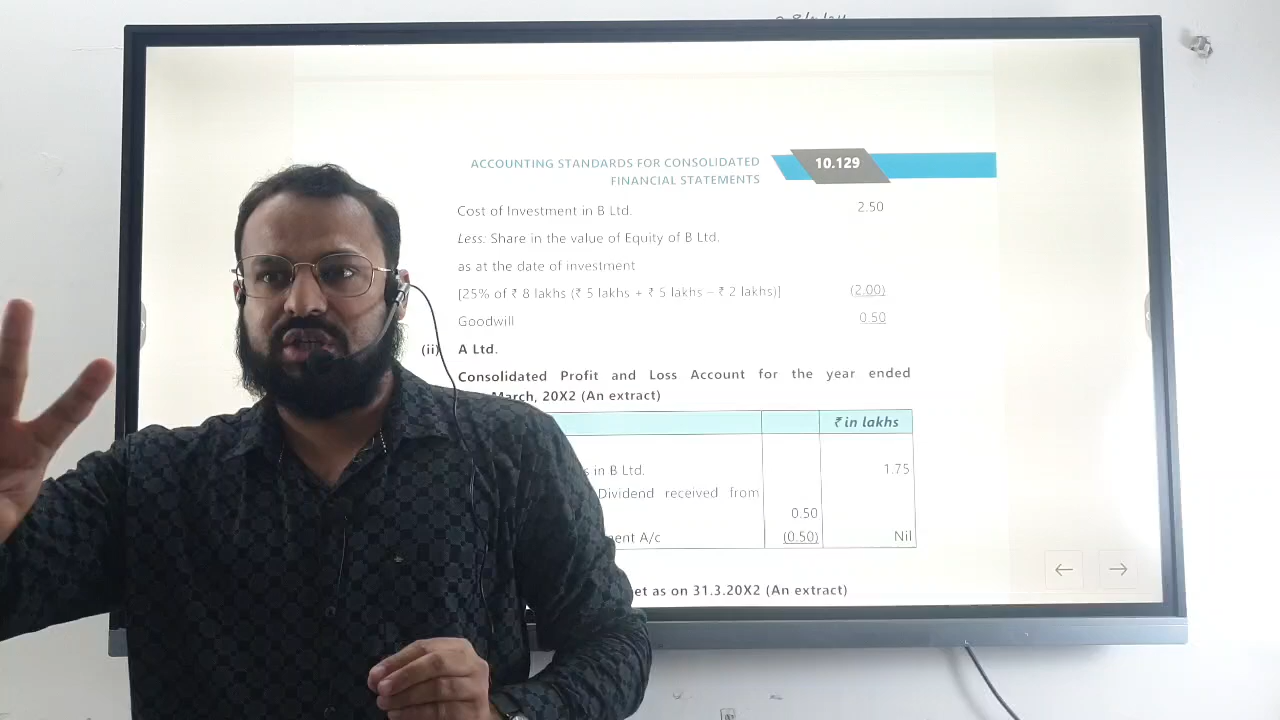 ACCOUNTING STANDARDS FOR CONSOLIDATED
FINANCIAL STATEMENTS
10.129
Cost of Investment in B Ltd. 2.50
Less: Share in the value of Equity of B Ltd.
as at the date of investment
[25% of ₹ 8 lakhs (₹ 5 lakhs + ₹ 5 lakhs – ₹ 2 lakhs)] (2.00)
Goodwill 0.50
(ii) A Ltd.
Consolidated Profit and Loss Account for the year ended
March, 20X2 (An extract)
₹ in lakhs
in B Ltd. 1.75
Dividend received from
0.50
A/c (0.50) Nil
as on 31.3.20X2 (An extract)